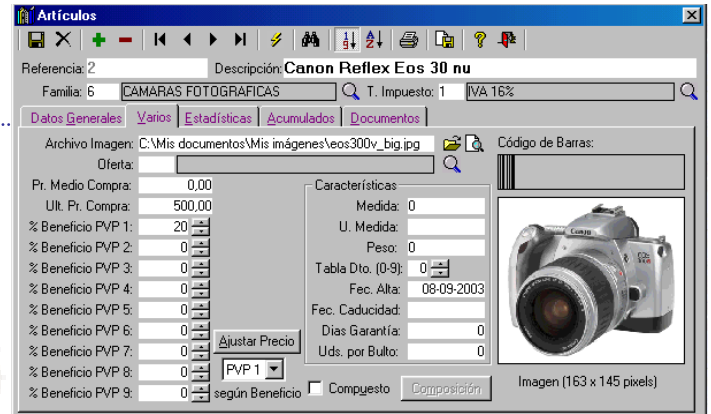 Artículos
Referencia: 2 Descripción: Canon Reflex Eos 30 nu
Familia: 6 CAMARAS FOTOGRAFICAS T. Impuesto: 1 IVA 16%
Datos Generales Varios Estadísticas Acumulados Documentos
Archivo Imagen: C:\Mis documentos\Mis imágenes\eos300v_big.jpg Código de Barras:
Oferta:
Pr. Medio Compra: 0,00 Características
Ult. Pr. Compra: 500,00 Medida: 0
% Beneficio PVP 1: 20 U. Medida:
% Beneficio PVP 2: 0 Peso: 0
% Beneficio PVP 3: 0 Tabla Dto. (0-9): 0
% Beneficio PVP 4: 0 Fec. Alta: 08-09-2003
% Beneficio PVP 5: 0 Fec. Caducidad:
% Beneficio PVP 6: 0 Dias Garantía: 0
% Beneficio PVP 7: 0 Ajustar Precio Uds. por Bulto: 0
% Beneficio PVP 8: 0 PVP 1
% Beneficio PVP 9: 0 según Beneficio Compuesto Composición Imagen (163 x 145 pixels)
Canon